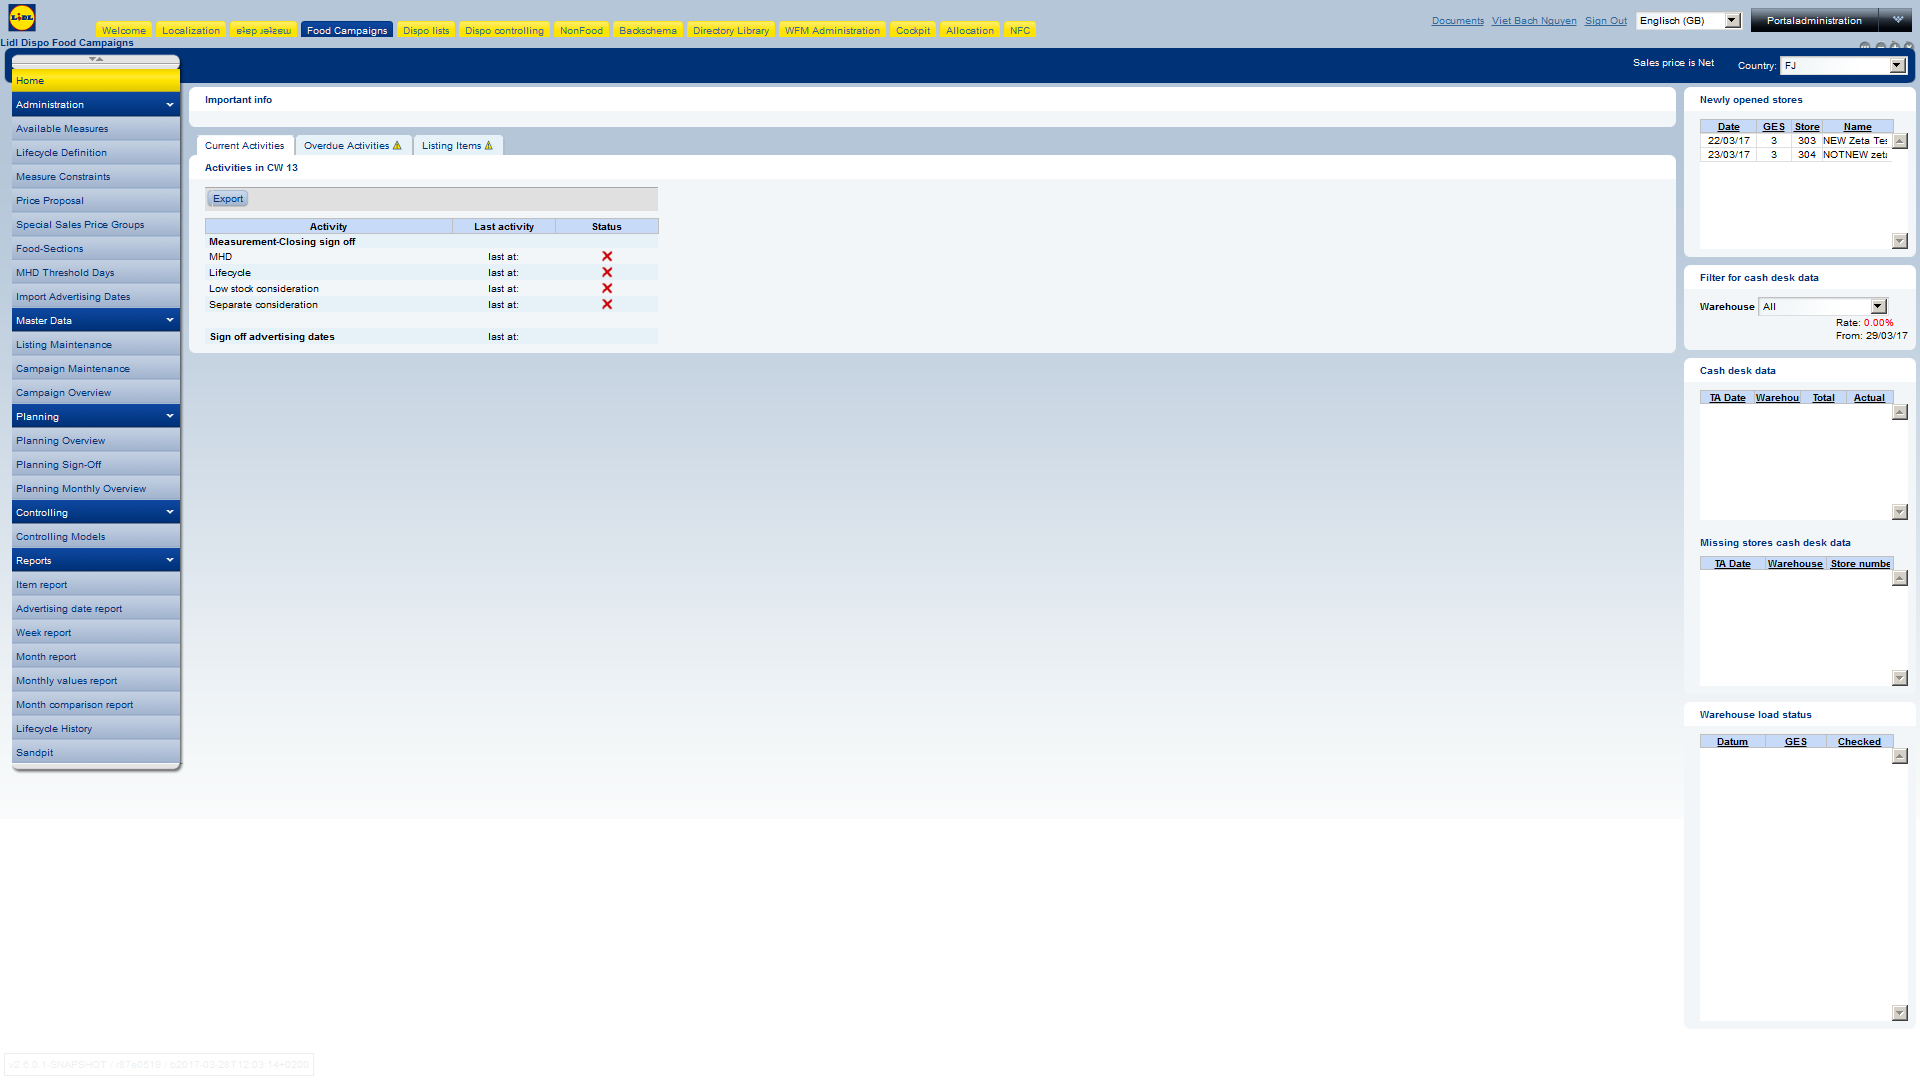 LIDL
Welcome
Localization
Food Campaigns
Dispo lists
Dispo controlling
NonFood
Backschema
Directory Library
WFM Administration
Cockpit
Allocation
NFC
Documents
Viet Bach Nguyen
Sign Out
Englisch (GB)
Portaladministration
Lidl Dispo Food Campaigns
Sales price is Net
Country:
FJ
Home
Administration
Available Measures
Lifecycle Definition
Measure Constraints
Price Proposal
Special Sales Price Groups
Food-Sections
MHD Threshold Days
Import Advertising Dates
Master Data
Listing Maintenance
Campaign Maintenance
Campaign Overview
Planning
Planning Overview
Planning Sign-Off
Planning Monthly Overview
Controlling
Controlling Models
Reports
Item report
Advertising date report
Week report
Month report
Monthly values report
Month comparison report
Lifecycle History
Sandpit
Important info
Current Activities
Overdue Activities
Listing Items
Activities in CW 13
Export
Activity Last activity Status
Measurement-Closing sign off
MHD last at:
Lifecycle last at:
Low stock consideration last at:
Separate consideration last at:
Sign off advertising dates last at:
Newly opened stores
Date GES Store Name
22/03/17 3 303 NEW Zeta Tes
23/03/17 3 304 NOTNEW zeta
Filter for cash desk data
Warehouse All
Rate: 0.00%
From: 29/03/17
Cash desk data
TA Date Warehou Total Actual
Missing stores cash desk data
TA Date Warehouse Store numbe
Warehouse load status
Datum GES Checked